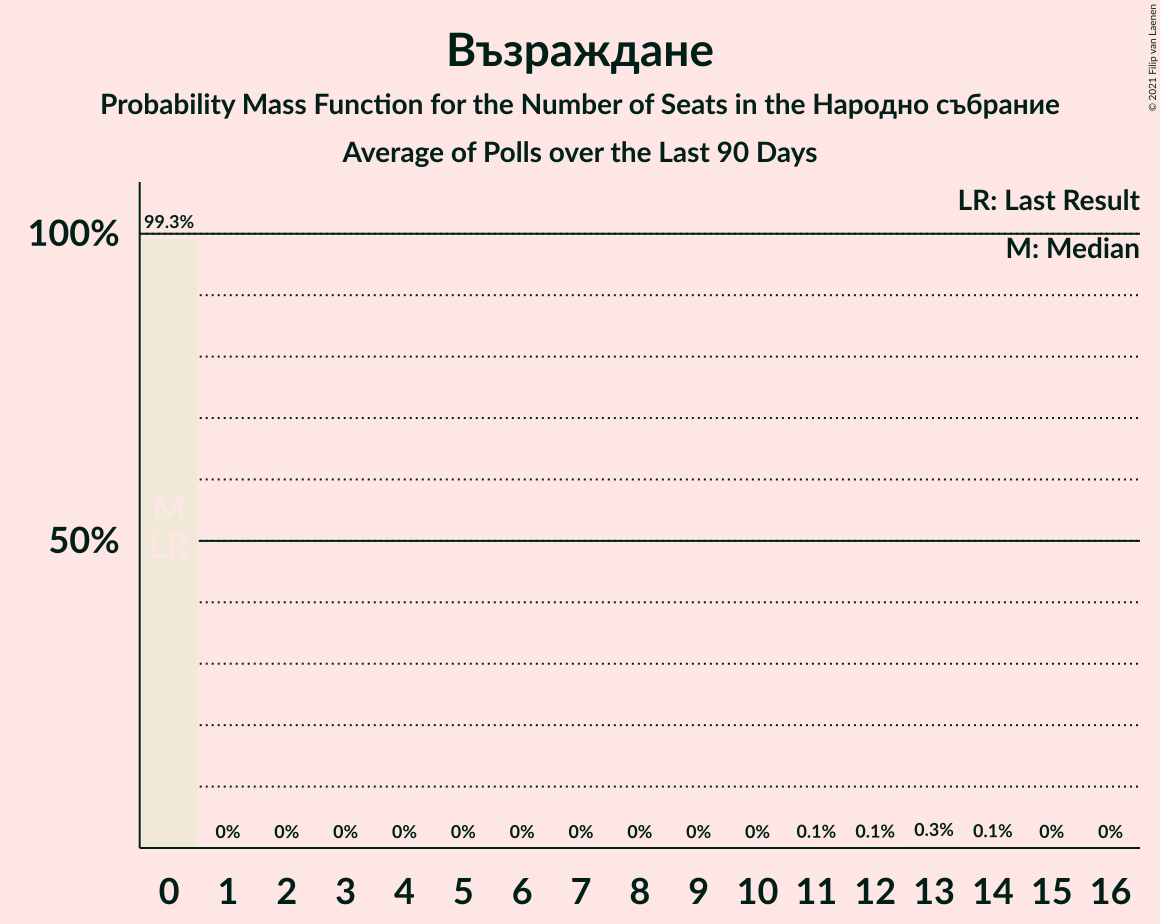 Възраждане
Probability Mass Function for the Number of Seats in the Народно събрание
Average of Polls over the Last 90 Days
© 2021 Filip van Laenen
LR: Last Result
M: Median
99.3%
100%
M
50%
LR
0% 0% 0% 0% 0% 0% 0% 0% 0% 0% 0.1% 0.1% 0.3% 0.1% 0% 0%
0 1 2 3 4 5 6 7 8 9 10 11 12 13 14 15 16